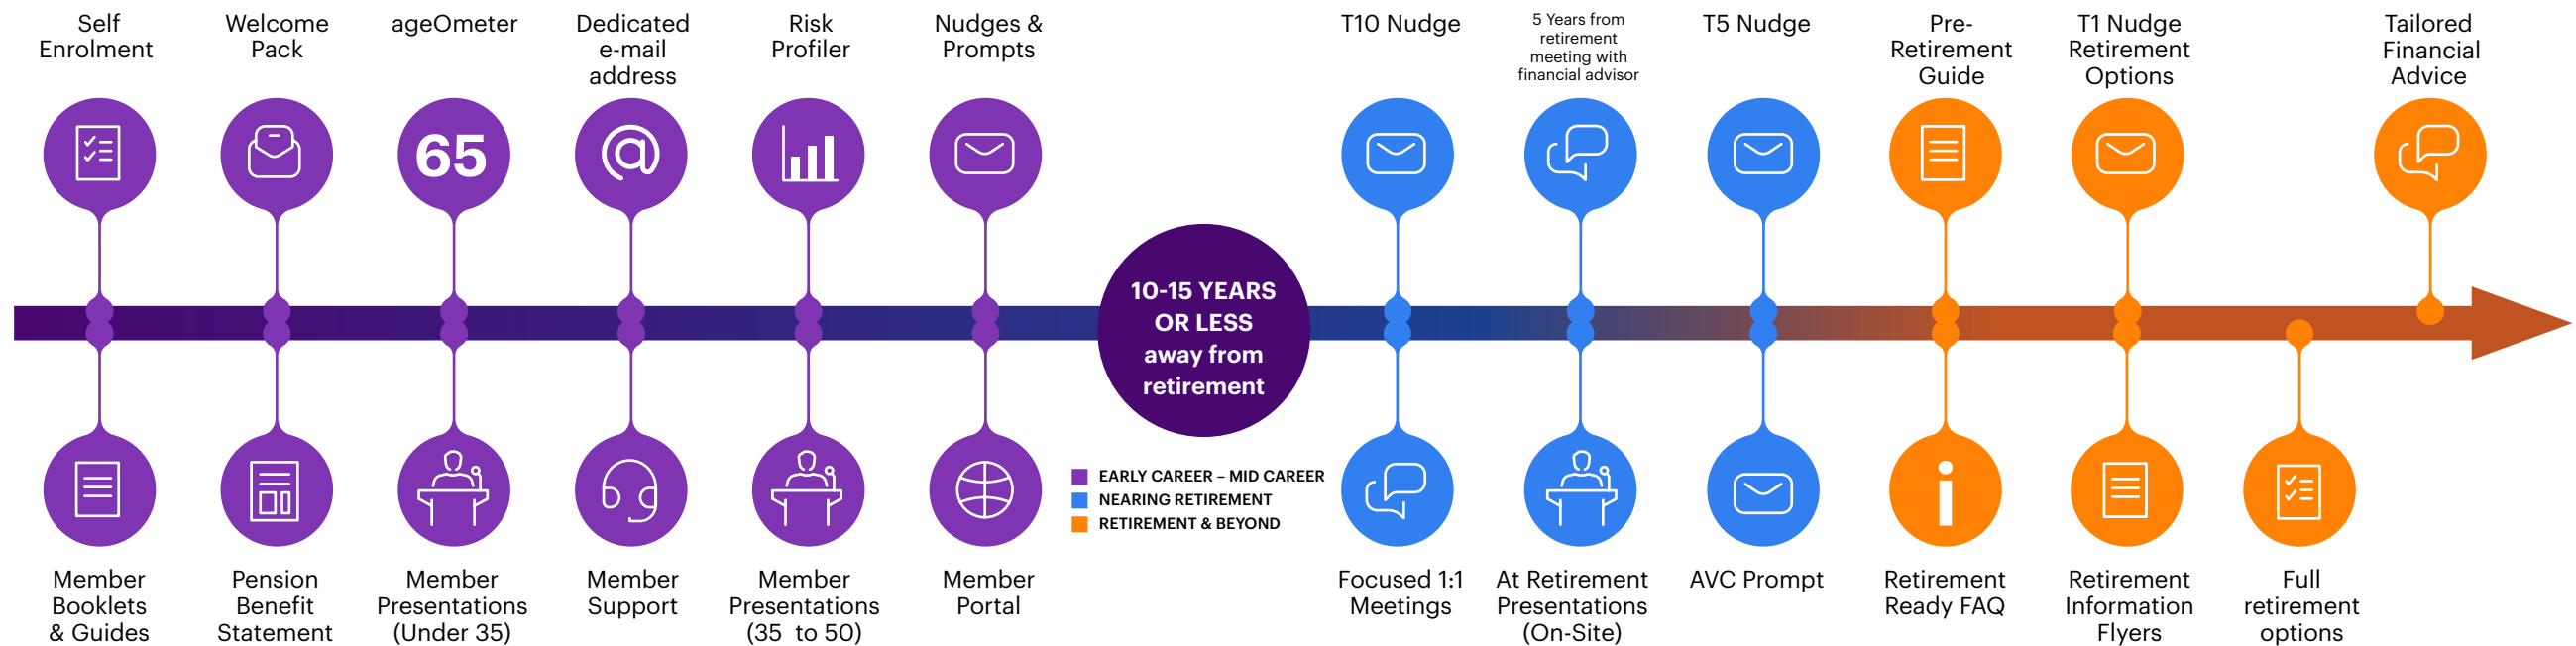 Self
Enrolment
Welcome
Pack
ageOmeter
Dedicated
e-mail
address
Risk
Profiler
Nudges &
Prompts
T10 Nudge
5 Years from
retirement
meeting with
financial advisor
T5 Nudge
Pre-
Retirement
Guide
T1 Nudge
Retirement
Options
Tailored
Financial
Advice
65
10-15 YEARS
OR LESS
away from
retirement
EARLY CAREER – MID CAREER
NEARING RETIREMENT
RETIREMENT & BEYOND
Member
Booklets
& Guides
Pension
Benefit
Statement
Member
Presentations
(Under 35)
Member
Support
Member
Presentations
(35 to 50)
Member
Portal
Focused 1:1
Meetings
At Retirement
Presentations
(On-Site)
AVC Prompt
Retirement
Ready FAQ
Retirement
Information
Flyers
Full
retirement
options